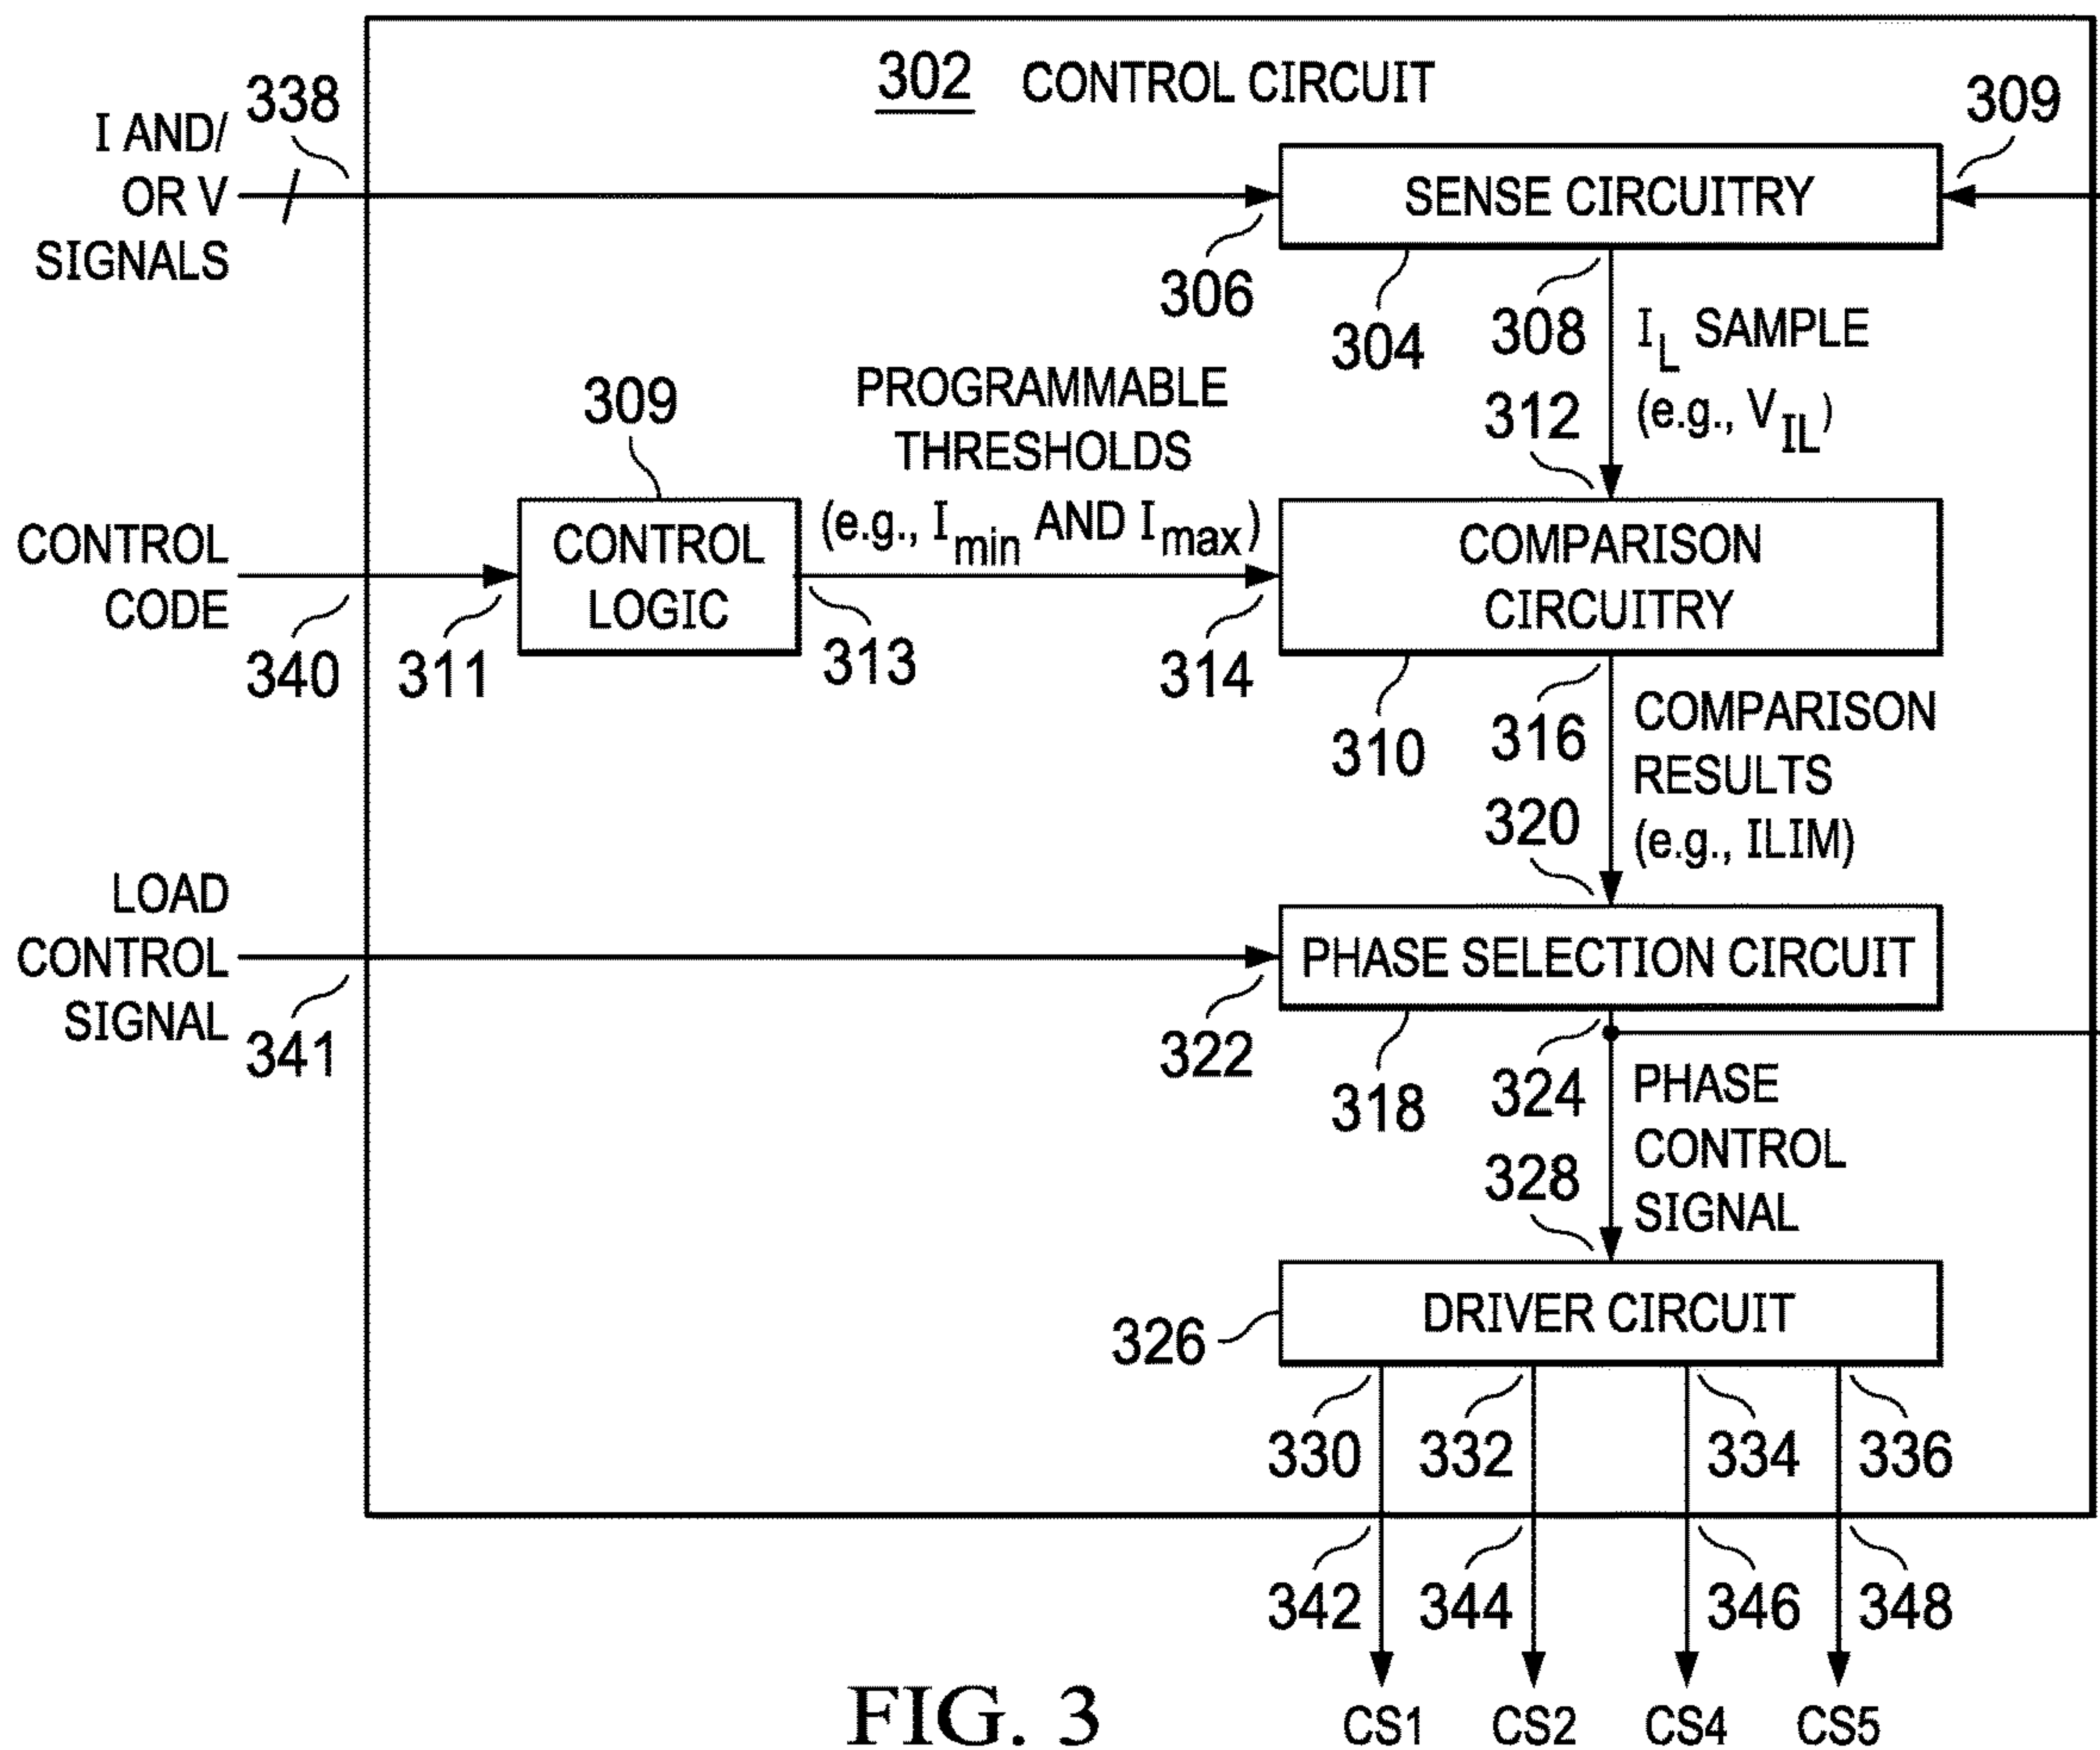 302 CONTROL CIRCUIT
338
309
I AND/
OR V
SIGNALS
SENSE CIRCUITRY
306
304
308
I_L SAMPLE
(e.g., V_IL)
312
309
PROGRAMMABLE
THRESHOLDS
(e.g., I_min AND I_max)
CONTROL
CODE
CONTROL
LOGIC
COMPARISON
CIRCUITRY
340
311
313
314
310
316
COMPARISON
RESULTS
(e.g., ILIM)
320
LOAD
CONTROL
SIGNAL
PHASE SELECTION CIRCUIT
341
322
318
324
PHASE
CONTROL
SIGNAL
328
DRIVER CIRCUIT
326
330
332
334
336
342
344
346
348
CS1
CS2
CS4
CS5
FIG. 3